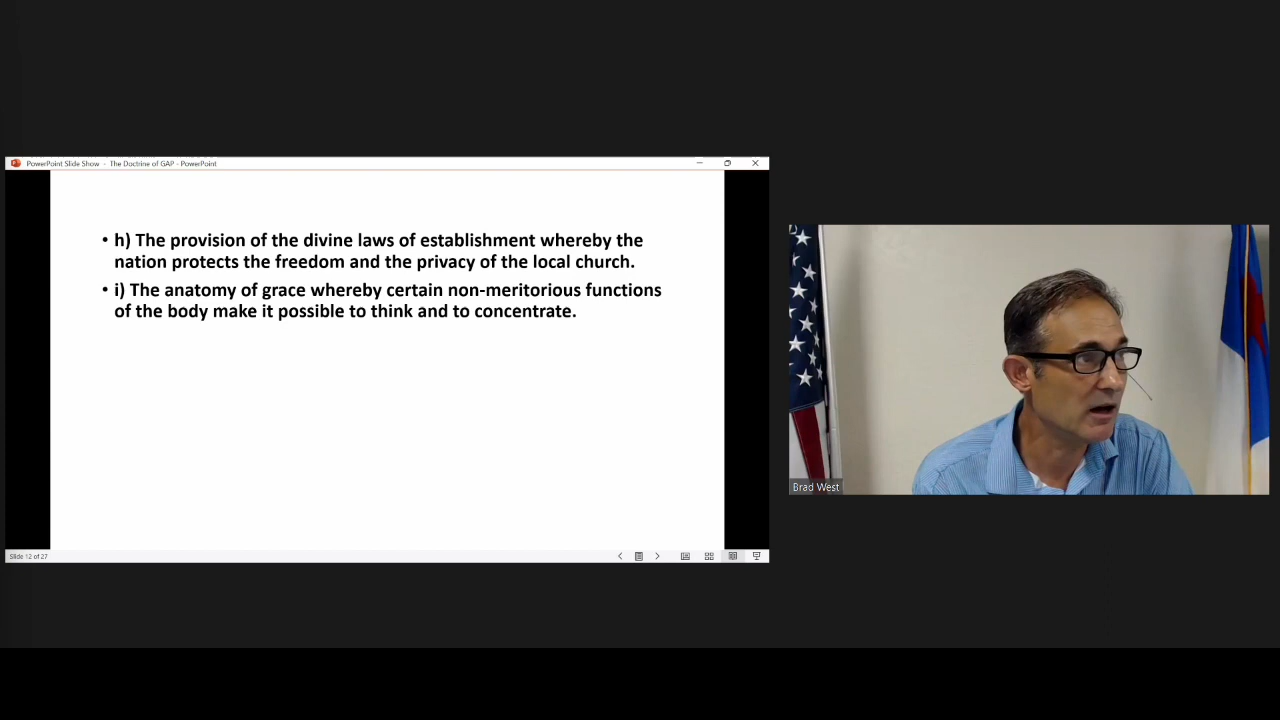 PowerPoint Slide Show - The Doctrine of GAP - PowerPoint
• h) The provision of the divine laws of establishment whereby the
nation protects the freedom and the privacy of the local church.
• i) The anatomy of grace whereby certain non-meritorious functions
of the body make it possible to think and to concentrate.
Brad West
Slide 12 of 27